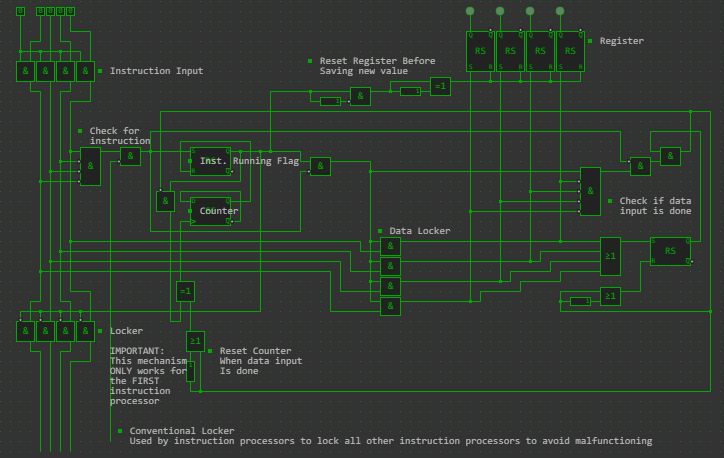 Q Q Q Q
RS RS RS RS
S R S R S R S R
Register
& & & &
Instruction Input
Reset Register Before
Saving new value
1
&
1
=1
Check for
instruction
&
&
Inst. Running Flag
&
&
&
&
Counter
&
Check if data
input is done
Data Locker
&
&
&
&
≥1
RS
=1
≥1
1
& & & &
Locker
≥1
Reset Counter
When data input
Is done
IMPORTANT:
This mechanism
ONLY works for
the FIRST
instruction
processor
Conventional Locker
Used by instruction processors to lock all other instruction processors to avoid malfunctioning